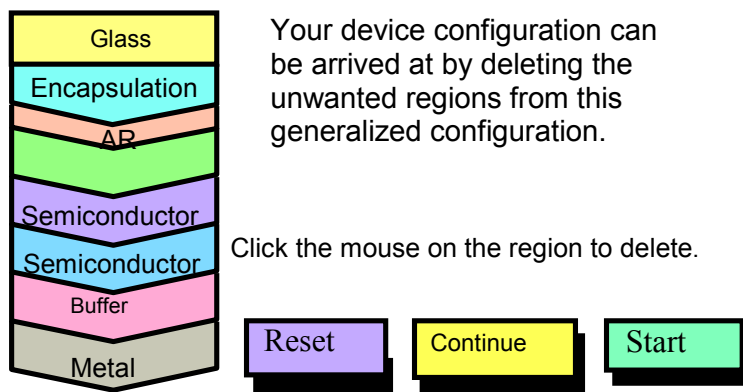 Glass
Encapsulation
AR
Semiconductor
Semiconductor
Buffer
Metal
Your device configuration can
be arrived at by deleting the
unwanted regions from this
generalized configuration.
Click the mouse on the region to delete.
Reset
Continue
Start